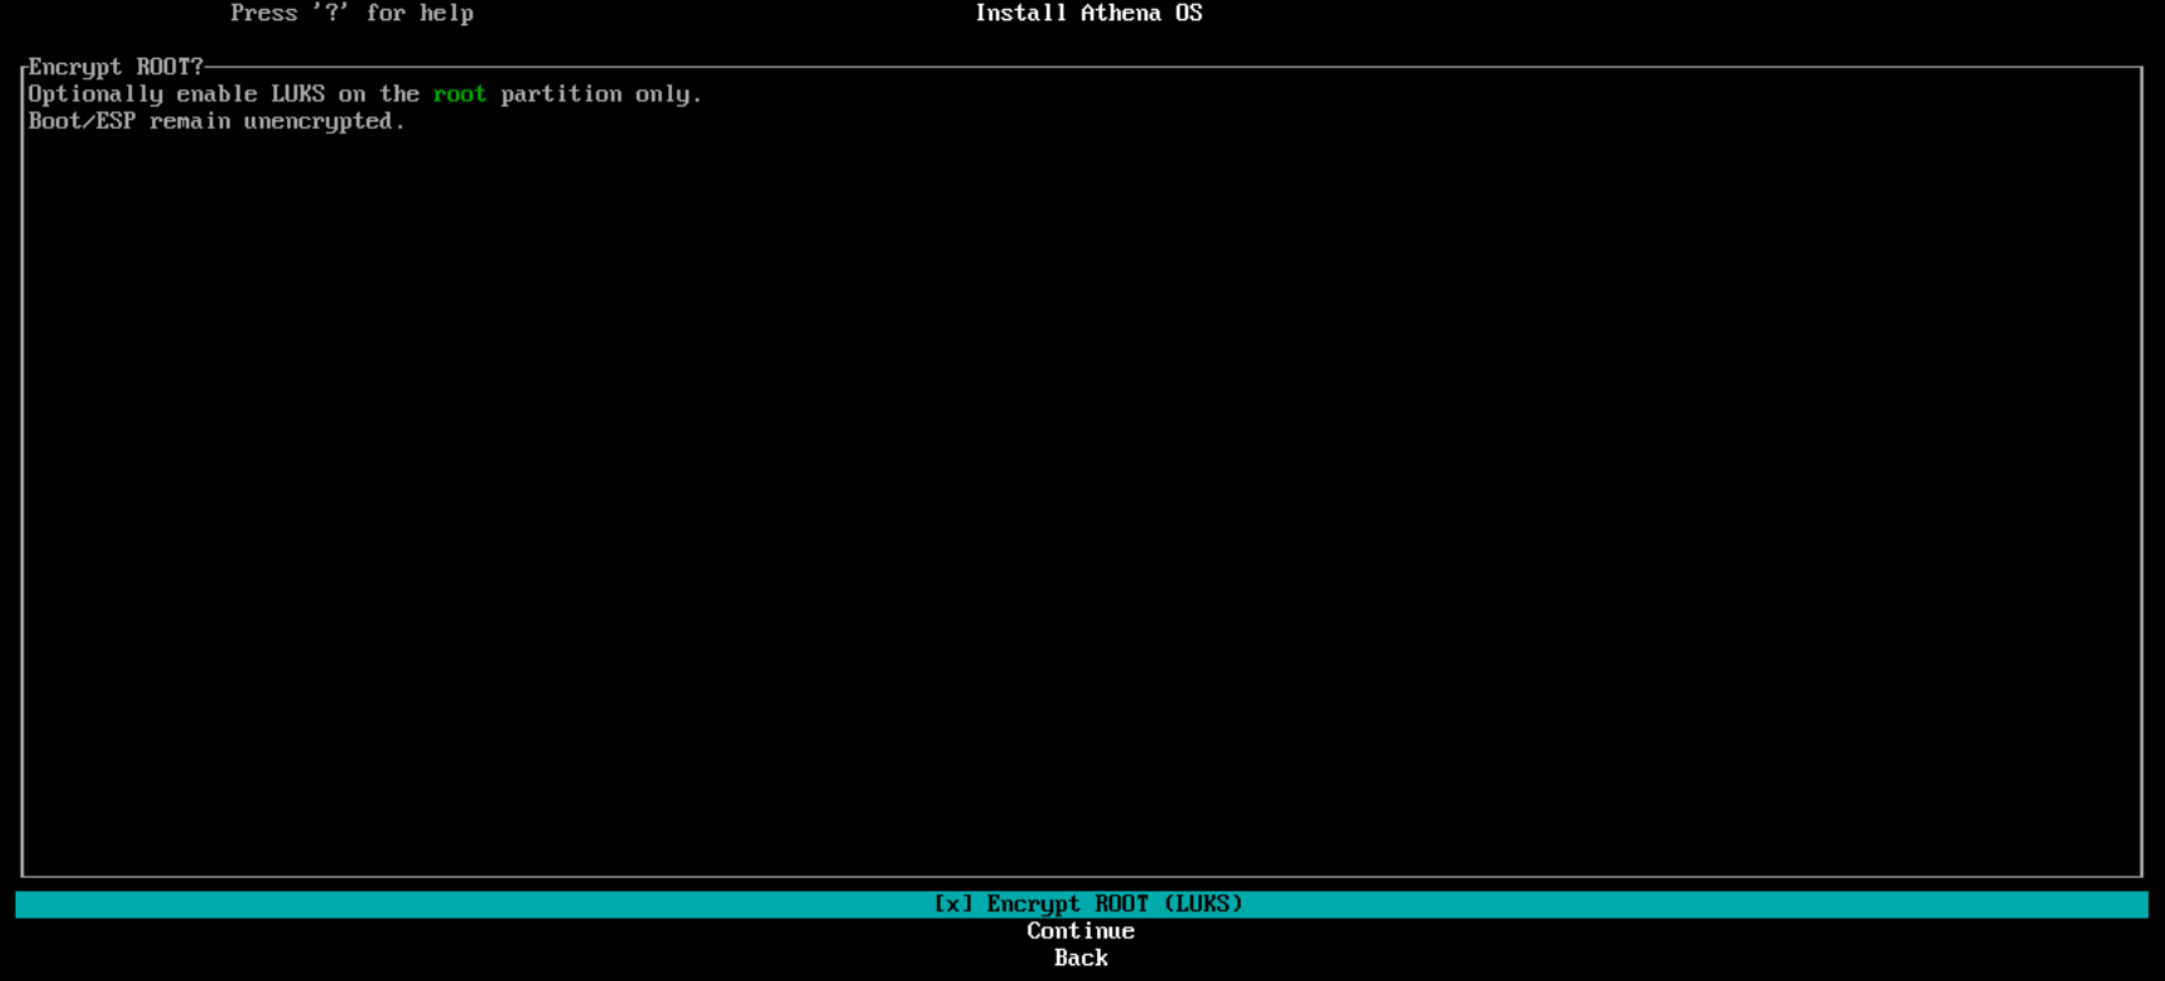 Press '?' for help
Install Athena OS
Encrypt ROOT?
Optionally enable LUKS on the root partition only.
Boot/ESP remain unencrypted.
[x] Encrypt ROOT (LUKS)
Continue
Back